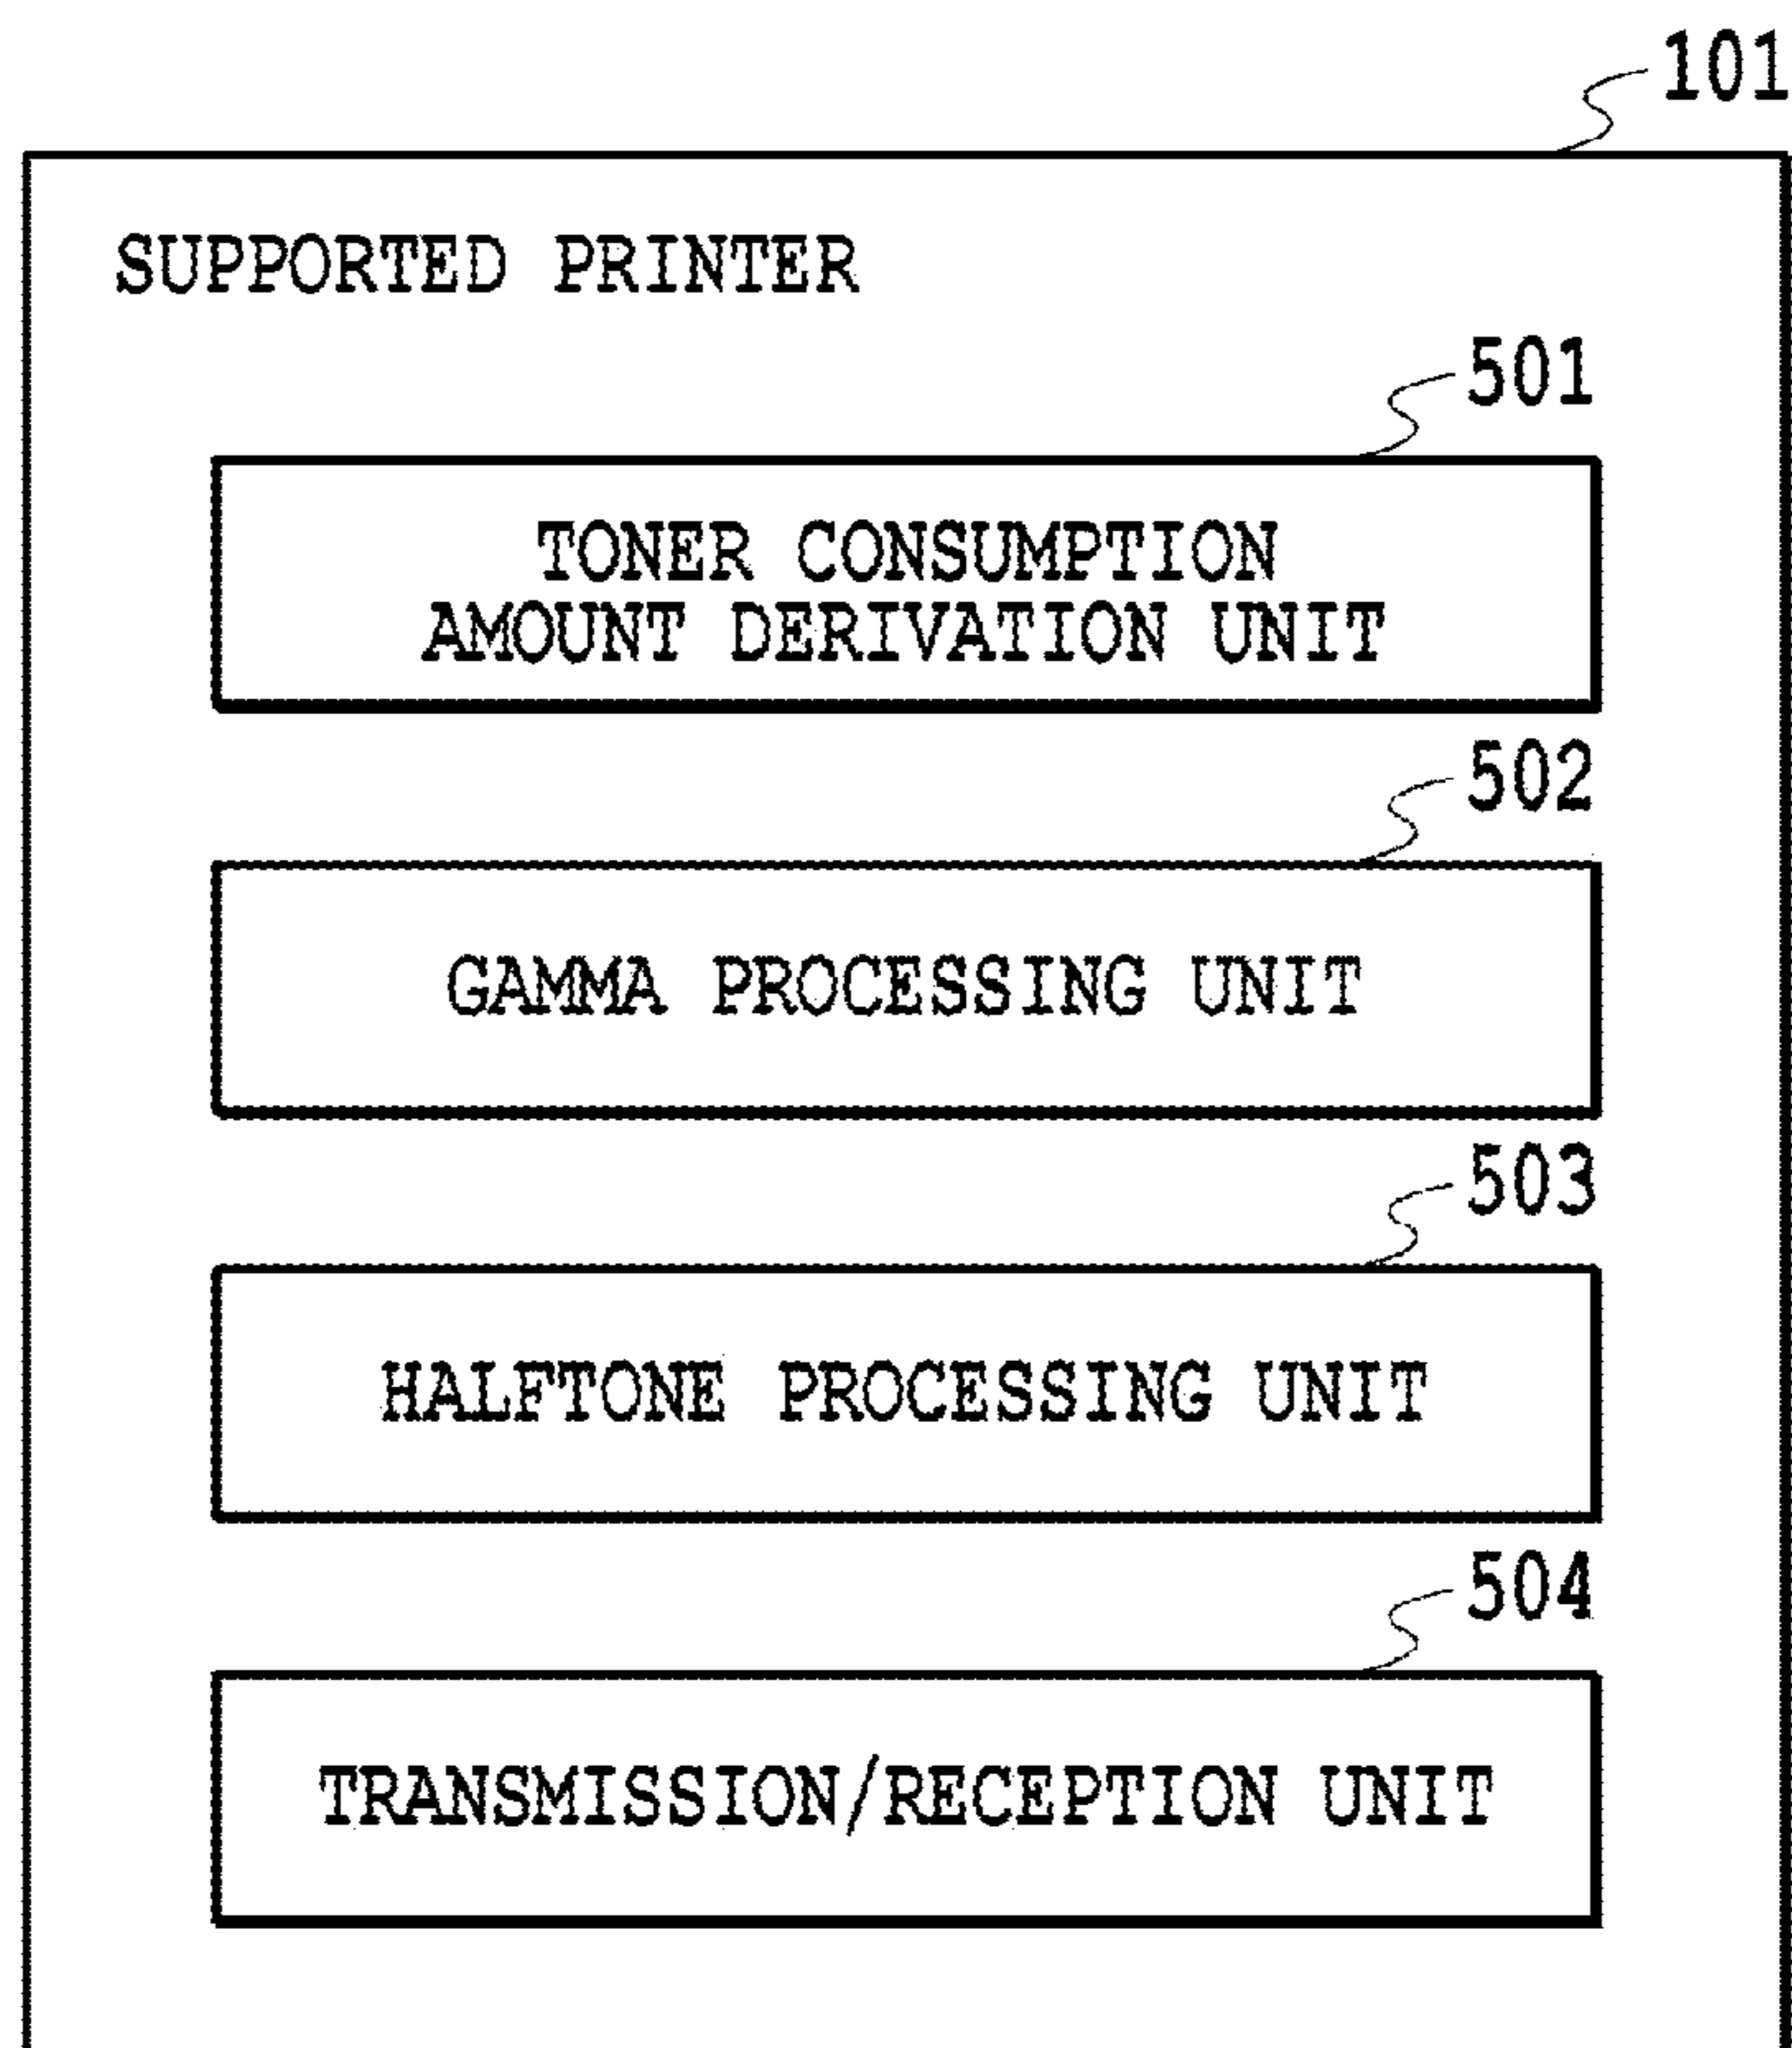 101
SUPPORTED PRINTER
501
TONER CONSUMPTION
AMOUNT DERIVATION UNIT
502
GAMMA PROCESSING UNIT
503
HALFTONE PROCESSING UNIT
504
TRANSMISSION/RECEPTION UNIT